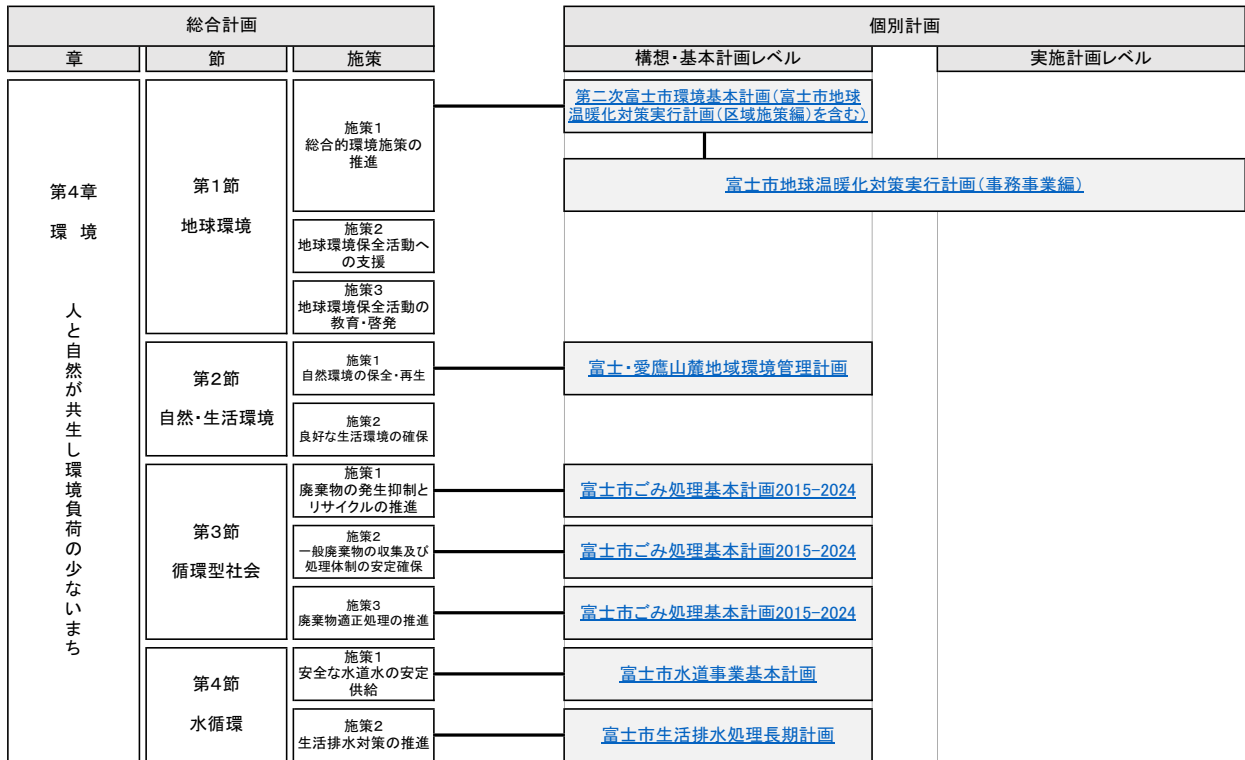 総合計画
個別計画
章
節
施策
構想・基本計画レベル
実施計画レベル
第4章
環 境
人と自然が共生し環境負荷の少ないまち
第1節
地球環境
施策1
総合的環境施策の
推進
第二次富士市環境基本計画(富士市地球
温暖化対策実行計画(区域施策編)を含む)
富士市地球温暖化対策実行計画(事務事業編)
施策2
地球環境保全活動へ
の支援
施策3
地球環境保全活動の
教育・啓発
第2節
自然・生活環境
施策1
自然環境の保全・再生
富士・愛鷹山麓地域環境管理計画
施策2
良好な生活環境の確保
第3節
循環型社会
施策1
廃棄物の発生抑制と
リサイクルの推進
富士市ごみ処理基本計画2015-2024
施策2
一般廃棄物の収集及び
処理体制の安定確保
富士市ごみ処理基本計画2015-2024
施策3
廃棄物適正処理の推進
富士市ごみ処理基本計画2015-2024
第4節
水循環
施策1
安全な水道水の安定
供給
富士市水道事業基本計画
施策2
生活排水対策の推進
富士市生活排水処理長期計画